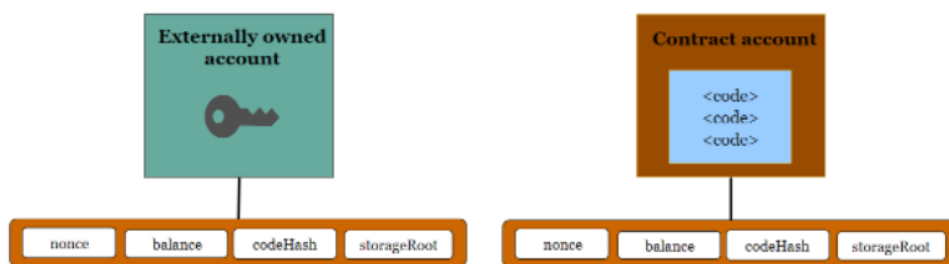 Externally owned
account
Contract account
<code>
<code>
<code>
nonce balance codeHash storageRoot
nonce balance codeHash storageRoot